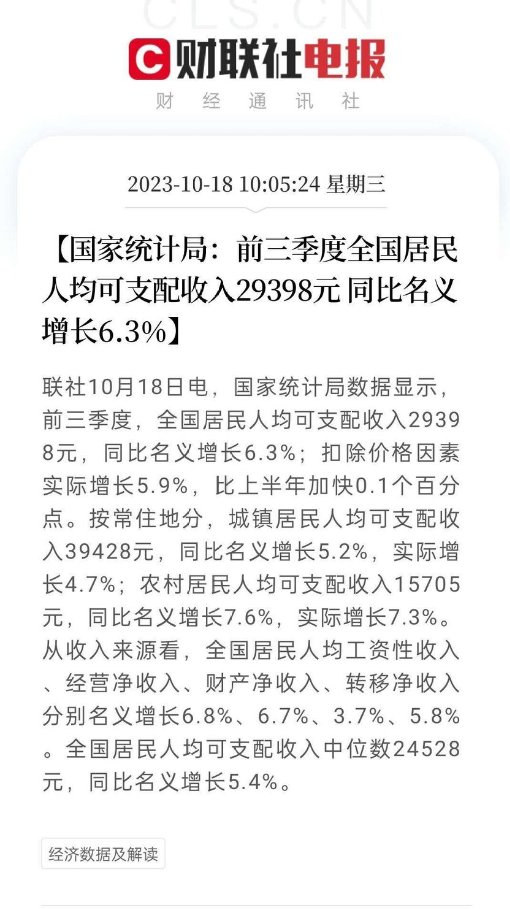 CLS.CN
财联社电报
财经通讯社
2023-10-18 10:05:24 星期三
【国家统计局：前三季度全国居民
人均可支配收入29398元 同比名义
增长6.3%】
联社10月18日电，国家统计局数据显示，
前三季度，全国居民人均可支配收入2939
8元，同比名义增长6.3%；扣除价格因素
实际增长5.9%，比上半年加快0.1个百分
点。按常住地分，城镇居民人均可支配收
入39428元，同比名义增长5.2%，实际增
长4.7%；农村居民人均可支配收入15705
元，同比名义增长7.6%，实际增长7.3%。
从收入来源看，全国居民人均工资性收入
、经营净收入、财产净收入、转移净收入
分别名义增长6.8%、6.7%、3.7%、5.8%
。全国居民人均可支配收入中位数24528
元，同比名义增长5.4%。
经济数据及解读